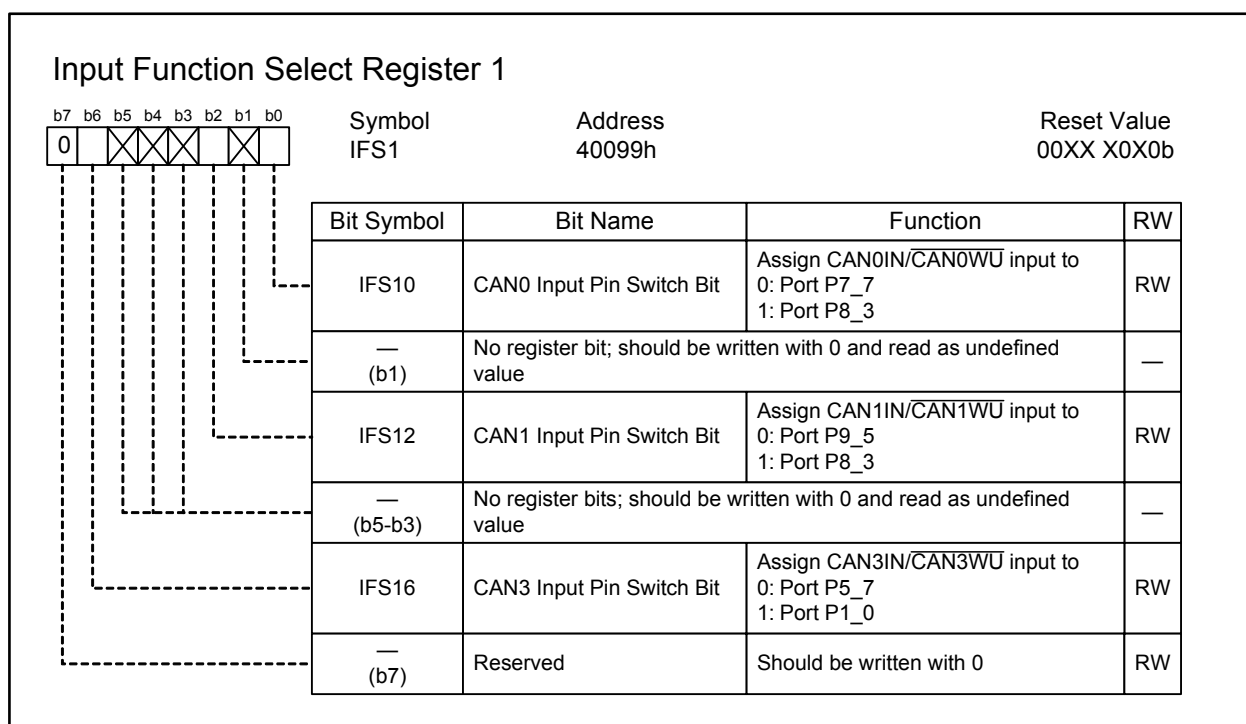 Input Function Select Register 1
b7 b6 b5 b4 b3 b2 b1 b0
0
Symbol Address Reset Value
IFS1 40099h 00XX X0X0b
Bit Symbol Bit Name Function RW
IFS10 CAN0 Input Pin Switch Bit Assign CAN0IN/CAN0WU input to
0: Port P7_7
1: Port P8_3
RW
—
(b1)
No register bit; should be written with 0 and read as undefined
value
—
IFS12 CAN1 Input Pin Switch Bit Assign CAN1IN/CAN1WU input to
0: Port P9_5
1: Port P8_3
RW
—
(b5-b3)
No register bits; should be written with 0 and read as undefined
value
—
IFS16 CAN3 Input Pin Switch Bit Assign CAN3IN/CAN3WU input to
0: Port P5_7
1: Port P1_0
RW
—
(b7)
Reserved Should be written with 0 RW